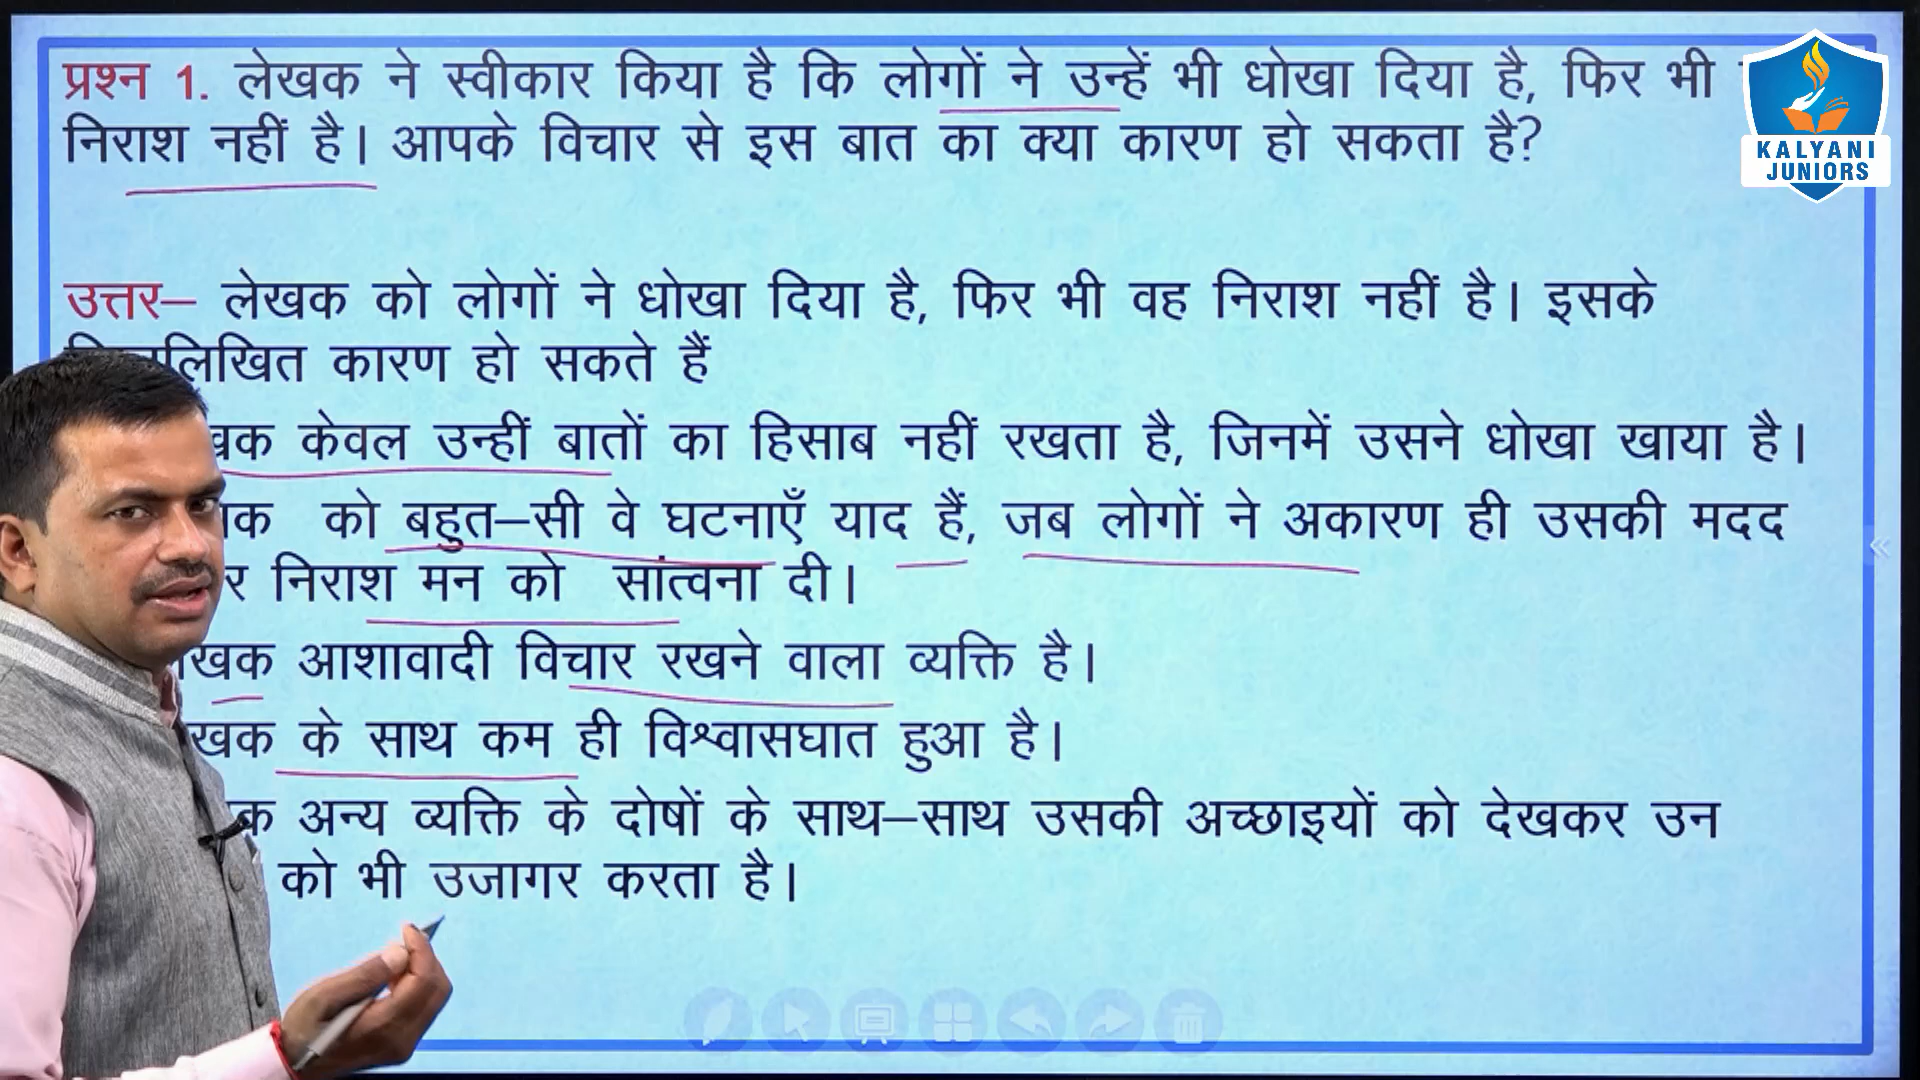 प्रश्न 1. लेखक ने स्वीकार किया है कि लोगों ने उन्हें भी धोखा दिया है, फिर भी
निराश नहीं है। आपके विचार से इस बात का क्या कारण हो सकता है?
KALYANI
JUNIORS
उत्तर– लेखक को लोगों ने धोखा दिया है, फिर भी वह निराश नहीं है। इसके
कारण हो सकते हैं
केवल उन्हीं बातों का हिसाब नहीं रखता है, जिनमें उसने धोखा खाया है।
को बहुत–सी वे घटनाएँ याद हैं, जब लोगों ने अकारण ही उसकी मदद
निराश मन को सांत्वना दी।
आशावादी विचार रखने वाला व्यक्ति है।
के साथ कम ही विश्वासघात हुआ है।
अन्य व्यक्ति के दोषों के साथ–साथ उसकी अच्छाइयों को देखकर उन
को भी उजागर करता है।